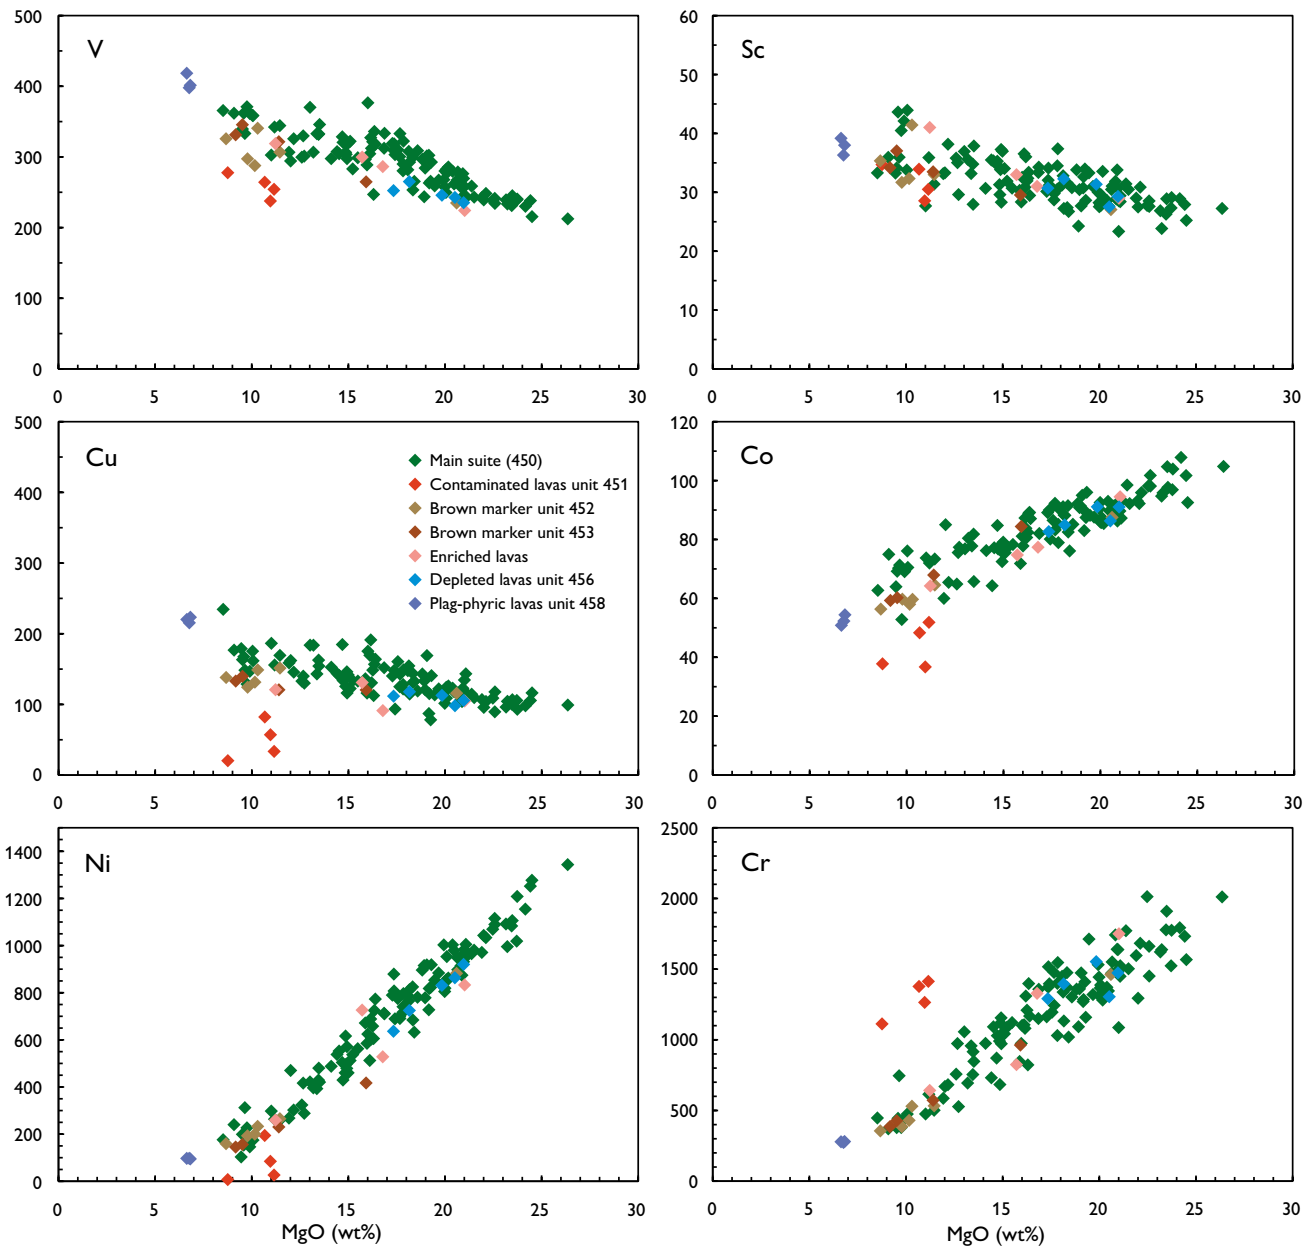 500
400
300
200
100
0
V
0 5 10 15 20 25 30
60
50
40
30
20
10
0
Sc
0 5 10 15 20 25 30
500
400
300
200
100
0
Cu
Main suite (450)
Contaminated lavas unit 451
Brown marker unit 452
Brown marker unit 453
Enriched lavas
Depleted lavas unit 456
Plag-phyric lavas unit 458
0 5 10 15 20 25 30
120
100
80
60
40
20
0
Co
0 5 10 15 20 25 30
1400
1200
1000
800
600
400
200
0
Ni
0 5 10 15 20 25 30
MgO (wt%)
2500
2000
1500
1000
500
0
Cr
0 5 10 15 20 25 30
MgO (wt%)